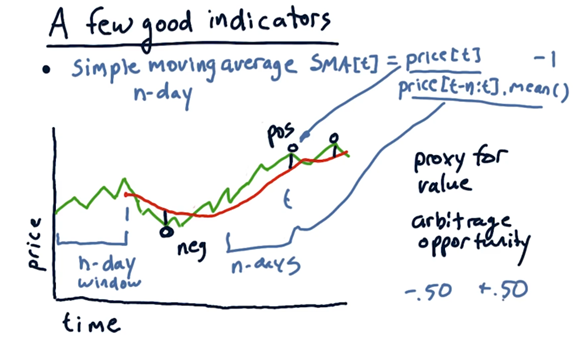 A few good indicators
• Simple moving average SMA[t] = price[t] -1
n-day price[t-n:t].mean()
pos
proxy for
value
t
arbitrage
opportunity
neg
n-day
window
n-days
-.50 +.50
price
time